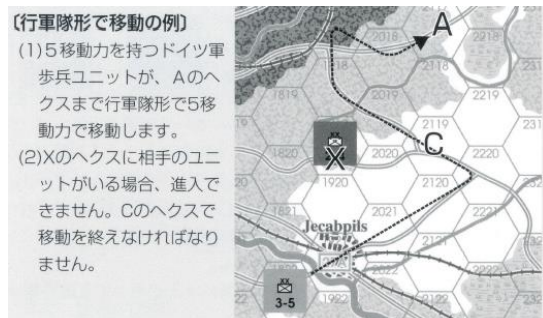 〔行軍隊形で移動の例〕
(1)5移動力を持つドイツ軍
歩兵ユニットが、Aのヘ
クスまで行軍隊形で5移
動力で移動します。
(2)Xのヘクスに相手のユニ
ットがいる場合、進入で
きません。Cのヘクスで
移動を終えなければなり
ません。
A
2018
2118
1819
2219
2119
C
X
1820
2020
2220
1920
2120
1821
2021
2221
Jecabpils
2022
2222
3-5
1922
2122
22